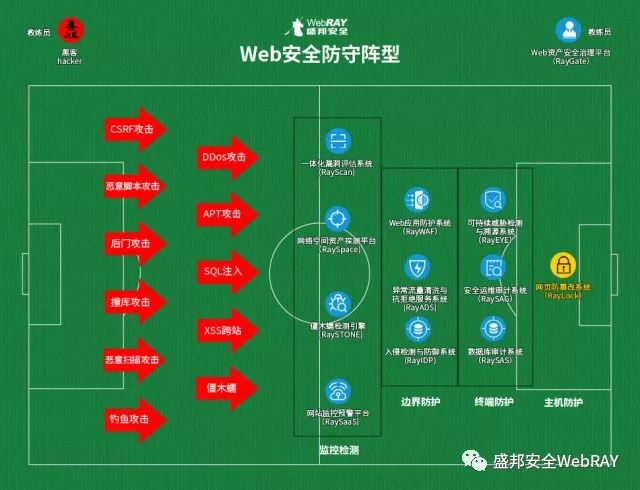 WebRAY
盛邦安全
Web安全防守阵型
教练员
黑客
hacker
教练员
Web资产安全治理平台
(RayGate)
CSRF攻击
恶意脚本攻击
后门攻击
撞库攻击
恶意扫描攻击
钓鱼攻击
DDos攻击
APT攻击
SQL注入
XSS跨站
僵木蠕
一体化漏洞评估系统
(RayScan)
网络空间资产探测平台
(RaySpace)
僵木蠕检测引擎
(RaySTONE)
网站监控预警平台
(RaySaaS)
监控检测
Web应用防护系统
(RayWAF)
异常流量清洗与
抗拒绝服务系统
(RayADS)
入侵检测与防御系统
(RayIDP)
边界防护
可持续威胁检测
与溯源系统
(RayEYE)
安全运维审计系统
(RaySAG)
数据库审计系统
(RaySAS)
终端防护
网页防篡改系统
(RayLock)
主机防护
盛邦安全WebRAY